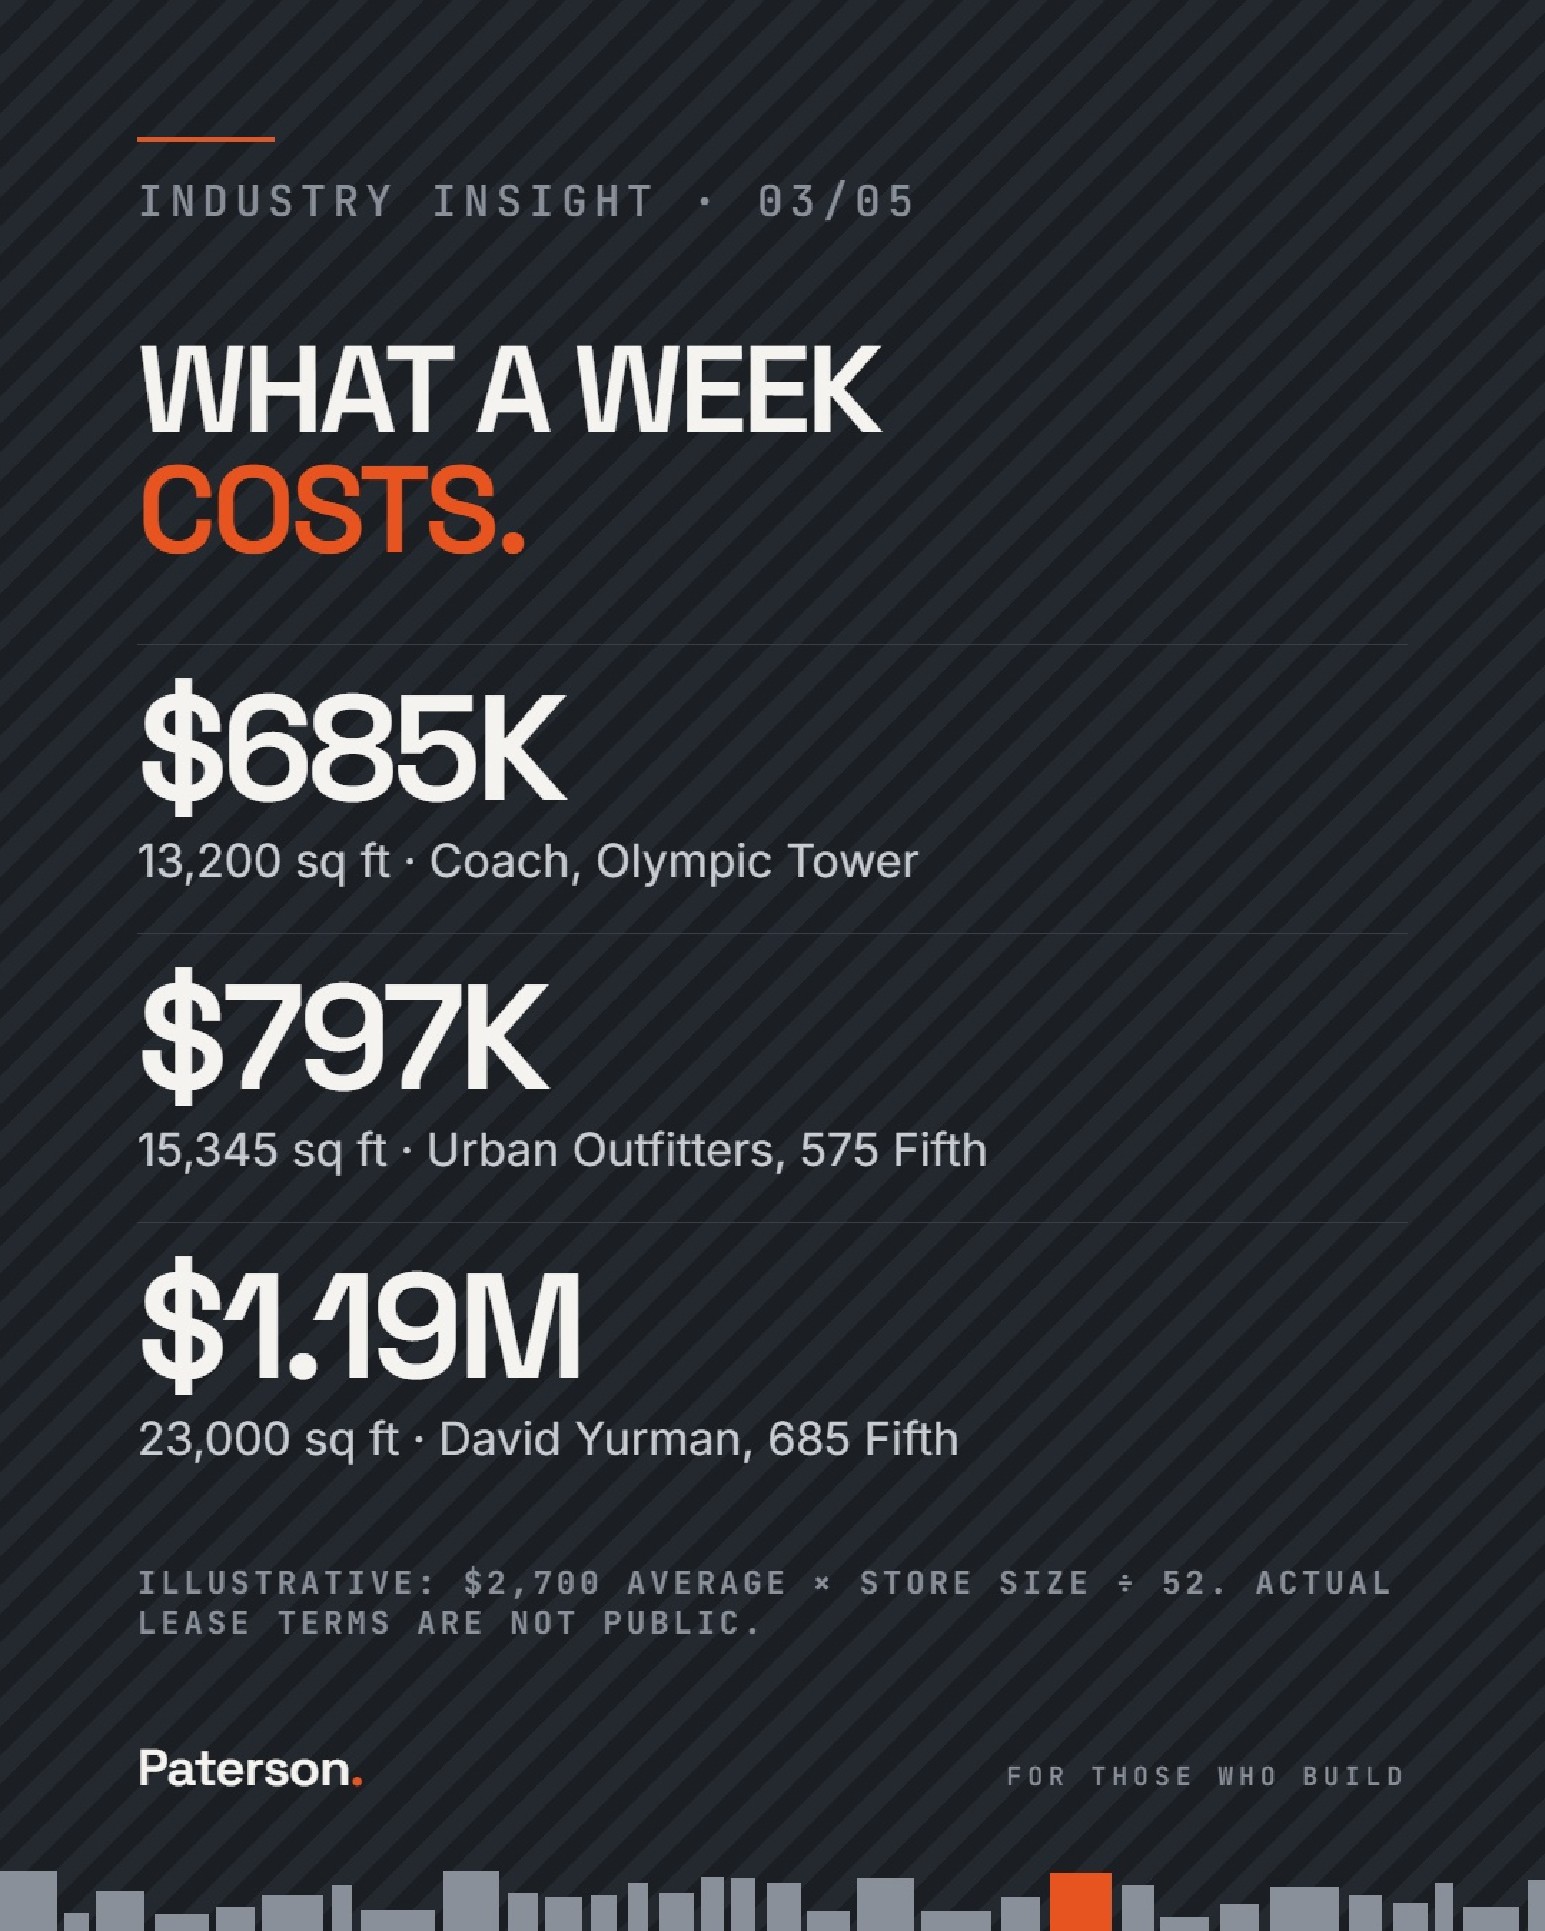 INDUSTRY INSIGHT · 03/05
WHAT A WEEK
COSTS.
$685K
13,200 sq ft · Coach, Olympic Tower
$797K
15,345 sq ft · Urban Outfitters, 575 Fifth
$1.19M
23,000 sq ft · David Yurman, 685 Fifth
ILLUSTRATIVE: $2,700 AVERAGE × STORE SIZE ÷ 52. ACTUAL
LEASE TERMS ARE NOT PUBLIC.
Paterson.
FOR THOSE WHO BUILD